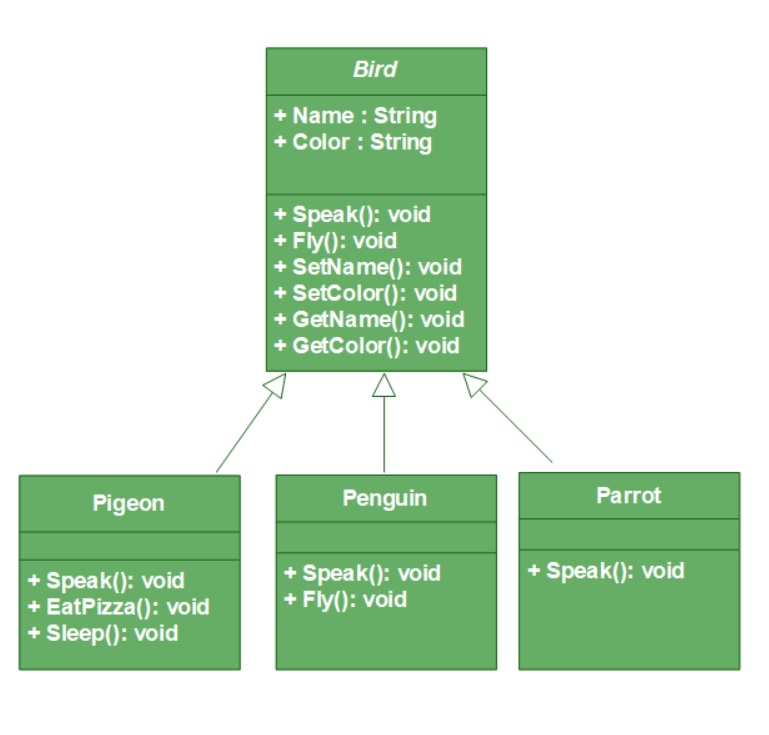 Bird
+ Name : String
+ Color : String
+ Speak(): void
+ Fly(): void
+ SetName(): void
+ SetColor(): void
+ GetName(): void
+ GetColor(): void
Pigeon
+ Speak(): void
+ EatPizza(): void
+ Sleep(): void
Penguin
+ Speak(): void
+ Fly(): void
Parrot
+ Speak(): void